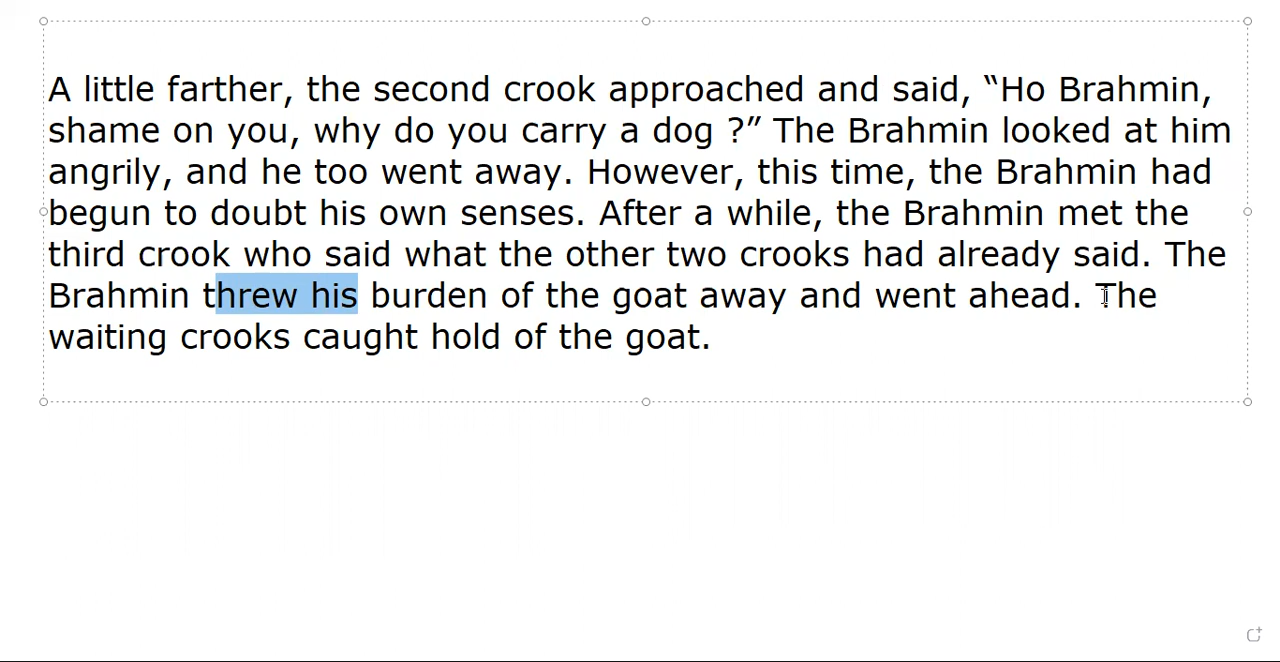 A little farther, the second crook approached and said, “Ho Brahmin,
shame on you, why do you carry a dog ?” The Brahmin looked at him
angrily, and he too went away. However, this time, the Brahmin had
begun to doubt his own senses. After a while, the Brahmin met the
third crook who said what the other two crooks had already said. The
Brahmin threw his burden of the goat away and went ahead. The
waiting crooks caught hold of the goat.